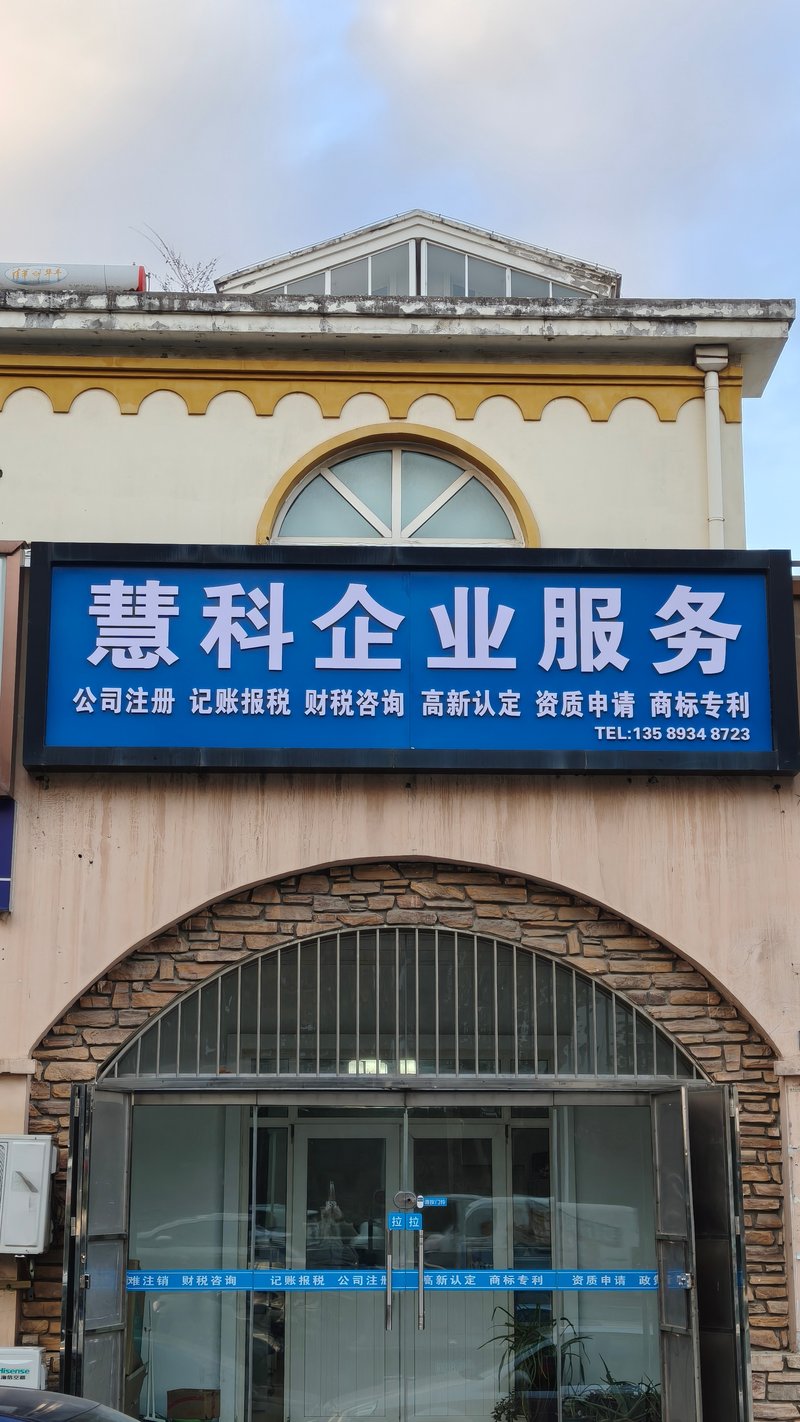 慧科企业服务
公司注册 记账报税 财税咨询 高新认定 资质申请 商标专利
TEL:135 8934 8723
拉 拉
难注销 财税咨询 记账报税 公司注册 高新认定 商标专利 资质申请 政
Hisense